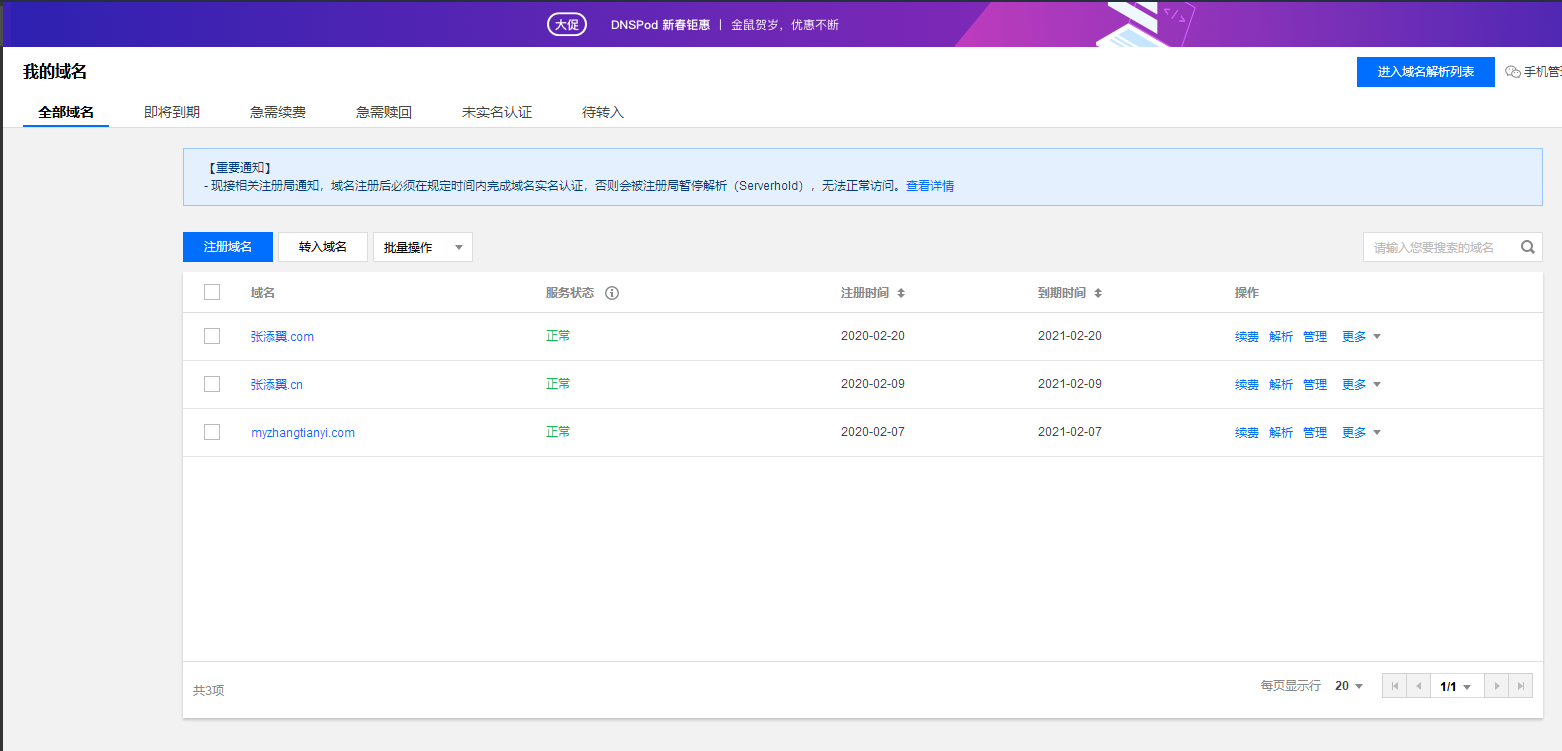 大促 DNSPod 新春钜惠 | 金鼠贺岁，优惠不断
我的域名
进入域名解析列表 手机管
全部域名 即将到期 急需续费 急需赎回 未实名认证 待转入
【重要通知】
- 现接相关注册局通知，域名注册后必须在规定时间内完成域名实名认证，否则会被注册局暂停解析（Serverhold），无法正常访问。查看详情
注册域名 转入域名 批量操作 请输入您要搜索的域名
域名 服务状态 注册时间 到期时间 操作
张添翼.com 正常 2020-02-20 2021-02-20 续费 解析 管理 更多
张添翼.cn 正常 2020-02-09 2021-02-09 续费 解析 管理 更多
myzhangtianyi.com 正常 2020-02-07 2021-02-07 续费 解析 管理 更多
共3项 每页显示行 20 1/1